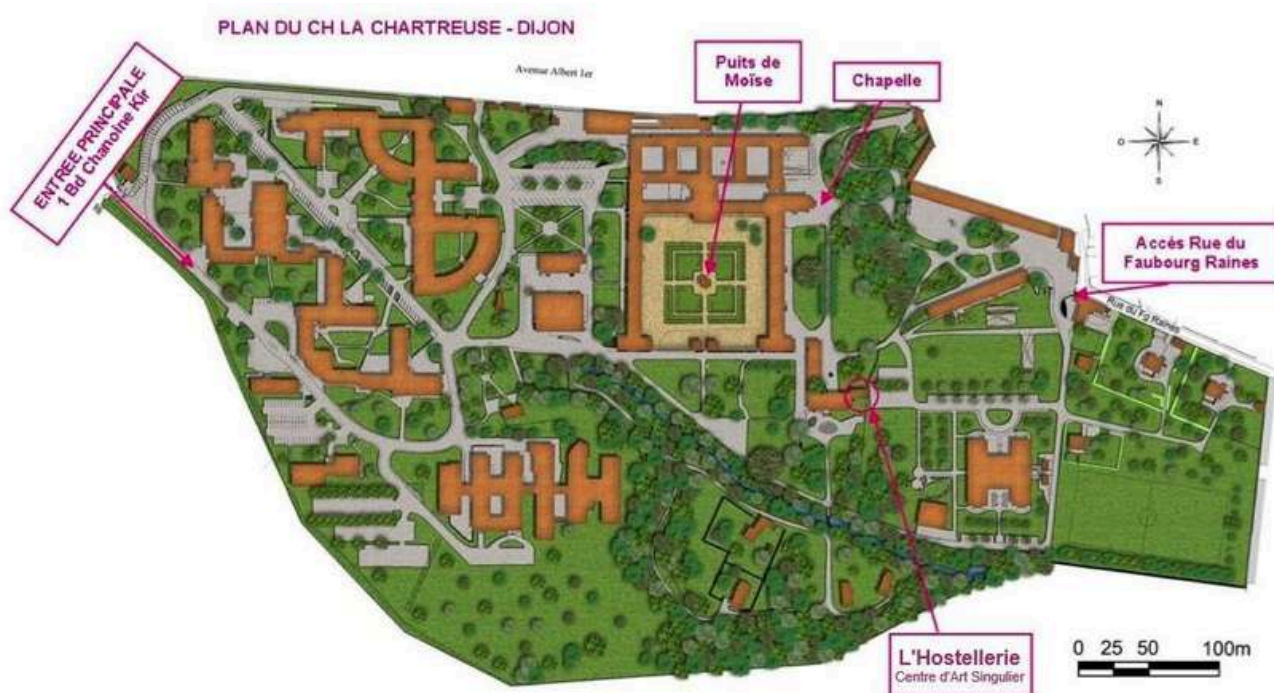 PLAN DU CH LA CHARTREUSE - DIJON
Avenue Albert 1er
ENTREE PRINCIPALE
1 Bd Chanoine Kir
Puits de
Moïse
Chapelle
N
O
E
S
Accés Rue du
Faubourg Raines
Rue du Fg Raines
L'Hostellerie
Centre d'Art Singulier
0 25 50 100m